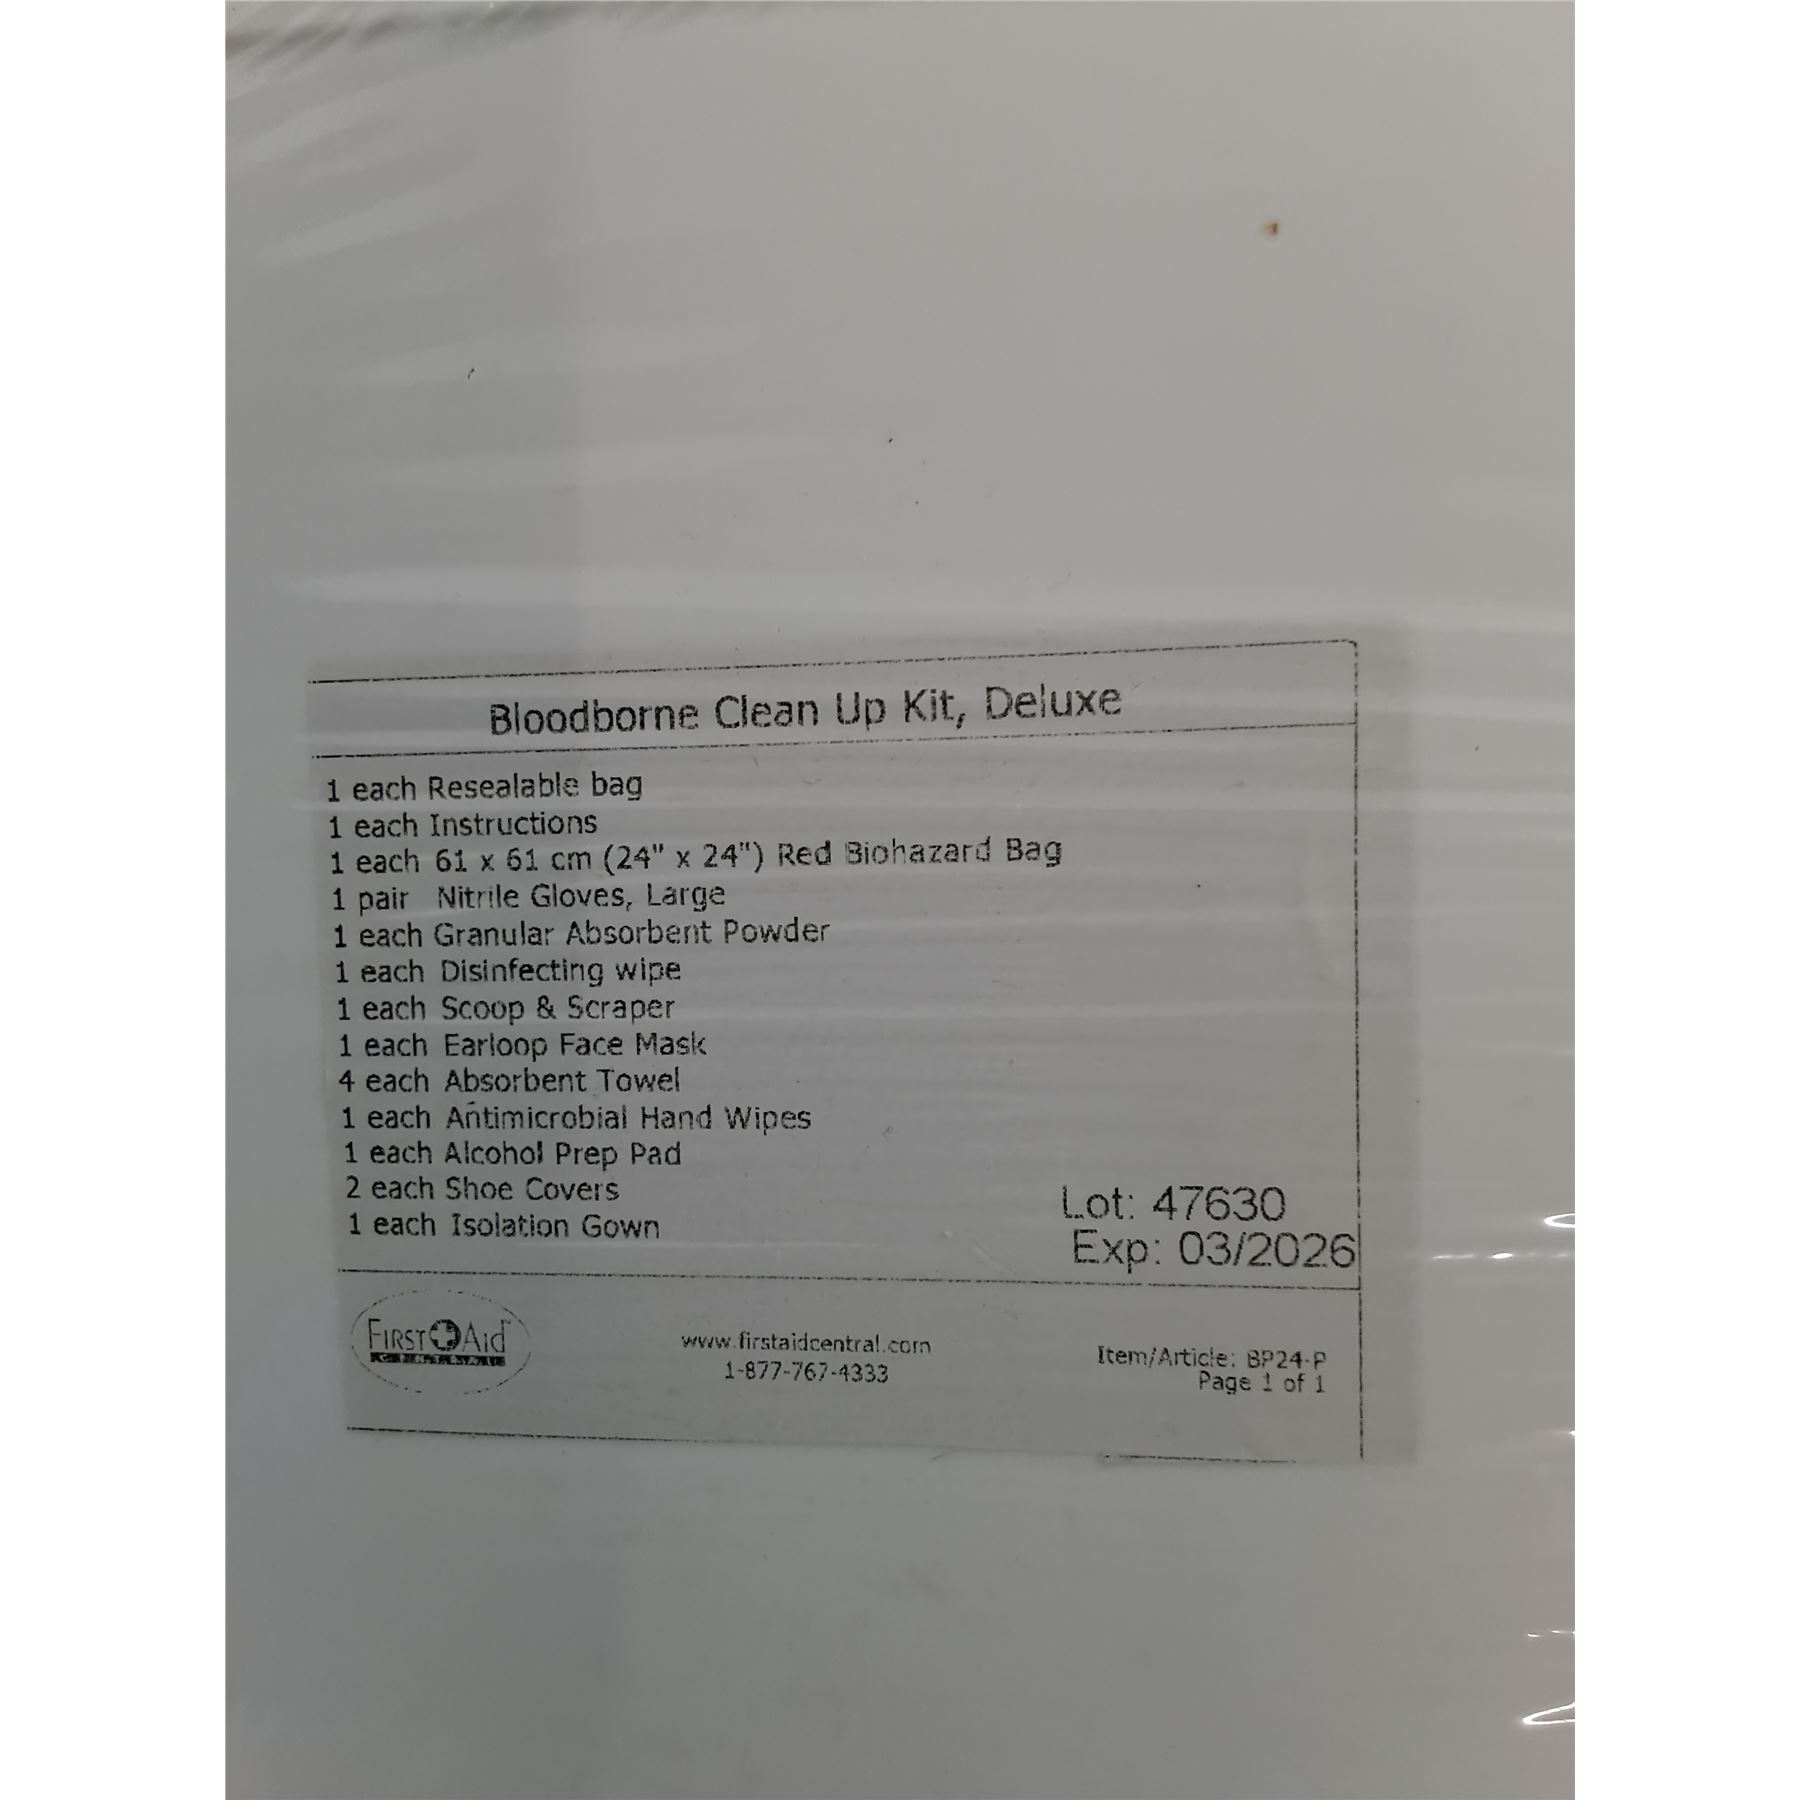 Bloodborne Clean Up Kit, Deluxe
1 each Resealable bag
1 each Instructions
1 each 61 x 61 cm (24" x 24") Red Biohazard Bag
1 pair Nitrile Gloves, Large
1 each Granular Absorbent Powder
1 each Disinfecting wipe
1 each Scoop & Scraper
1 each Earloop Face Mask
4 each Absorbent Towel
1 each Antimicrobial Hand Wipes
1 each Alcohol Prep Pad
2 each Shoe Covers
1 each Isolation Gown
Lot: 47630
Exp: 03/2026
FIRST AID
CENTRAL
www.firstaidcentral.com
1-877-767-4333
Item/Article: BP24-P
Page 1 of 1